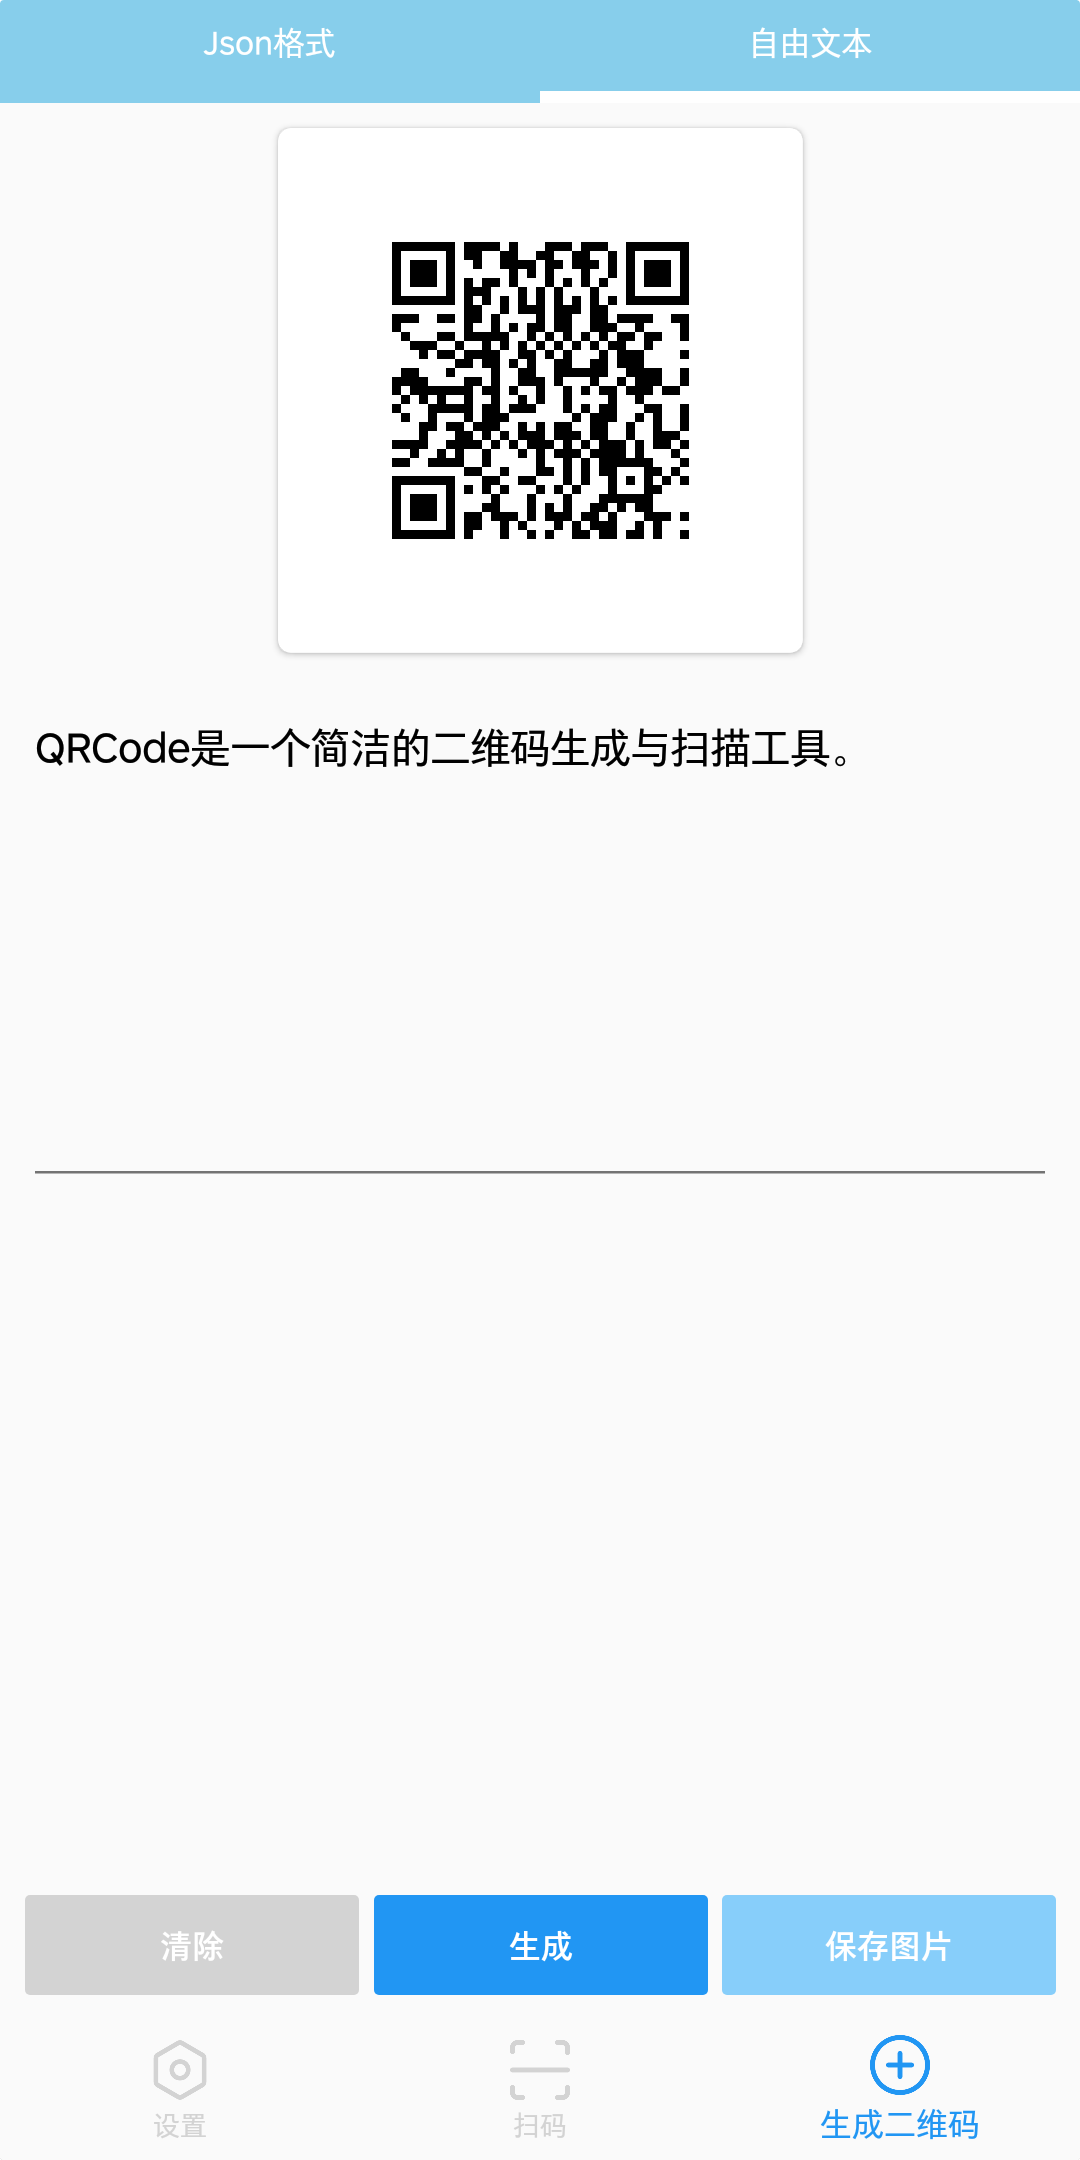 Json格式
自由文本
QRCode是一个简洁的二维码生成与扫描工具。
清除
生成
保存图片
设置
扫码
生成二维码